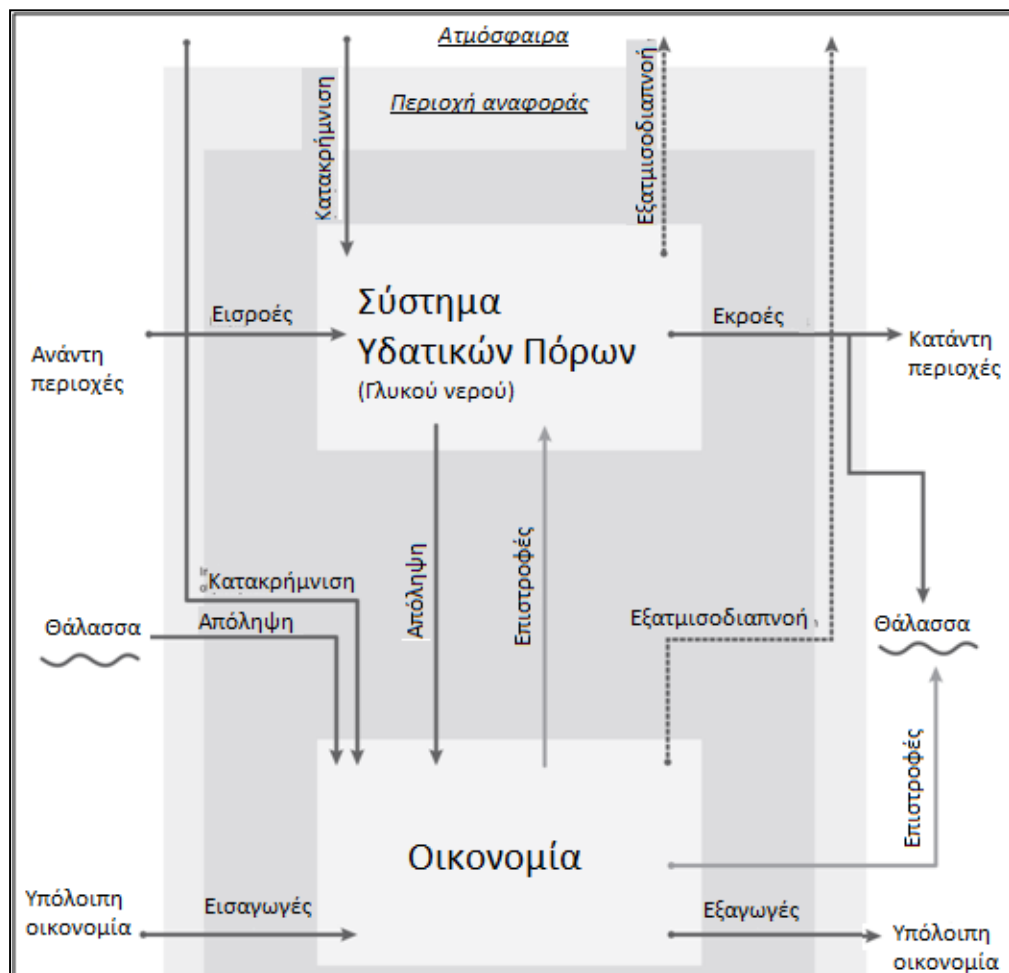 Ατμόσφαιρα
Περιοχή αναφοράς
Κατακρήμνιση
Εξατμισοδιαπνοή
Σύστημα
Υδατικών Πόρων
(Γλυκού νερού)
Εισροές
Εκροές
Ανάντη
περιοχές
Κατάντη
περιοχές
Απόληψη
Επιστροφές
Κατακρήμνιση
Απόληψη
Θάλασσα
Εξατμισοδιαπνοή
Θάλασσα
Επιστροφές
Οικονομία
Υπόλοιπη
οικονομία
Εισαγωγές
Εξαγωγές
Υπόλοιπη
οικονομία